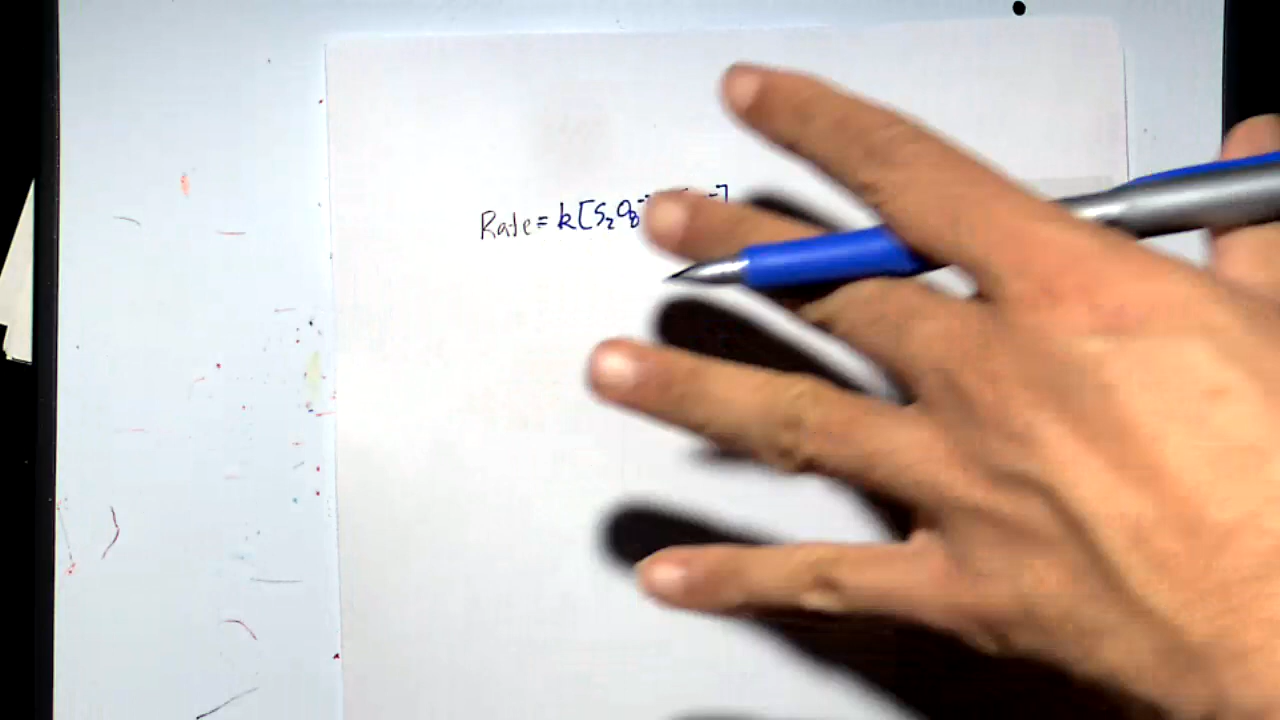 Rate = k [S₂O₈⁻